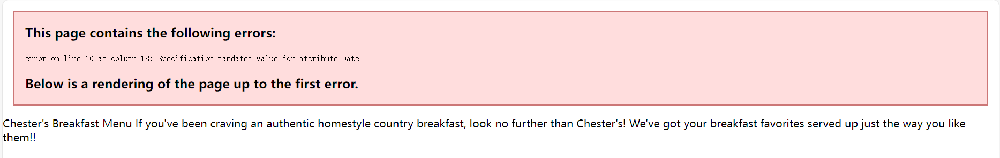 This page contains the following errors:
error on line 10 at column 18: Specification mandates value for attribute Date
Below is a rendering of the page up to the first error.
Chester's Breakfast Menu If you've been craving an authentic homestyle country breakfast, look no further than Chester's! We've got your breakfast favorites served up just the way you like
them!!